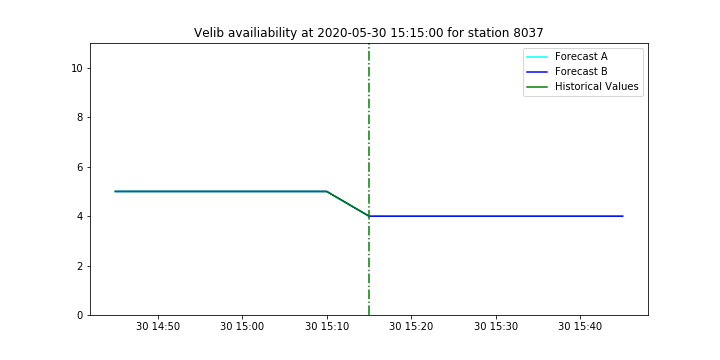 Velib availiability at 2020-05-30 15:15:00 for station 8037
Forecast A
Forecast B
Historical Values
10
8
6
4
2
0
30 14:50 30 15:00 30 15:10 30 15:20 30 15:30 30 15:40